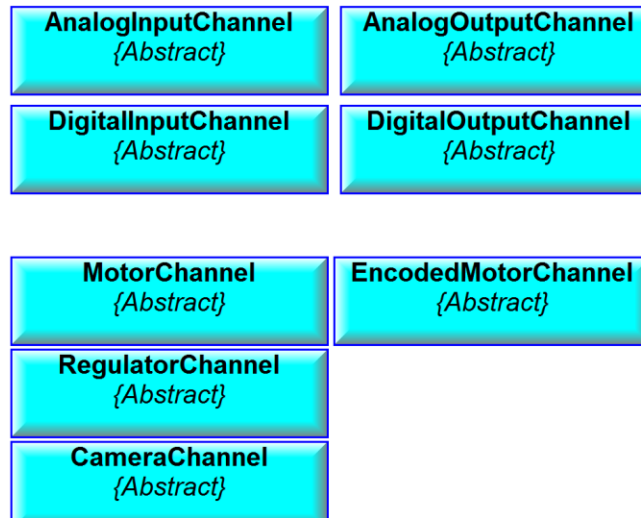 AnalogInputChannel
{Abstract}
AnalogOutputChannel
{Abstract}
DigitalInputChannel
{Abstract}
DigitalOutputChannel
{Abstract}
MotorChannel
{Abstract}
EncodedMotorChannel
{Abstract}
RegulatorChannel
{Abstract}
CameraChannel
{Abstract}